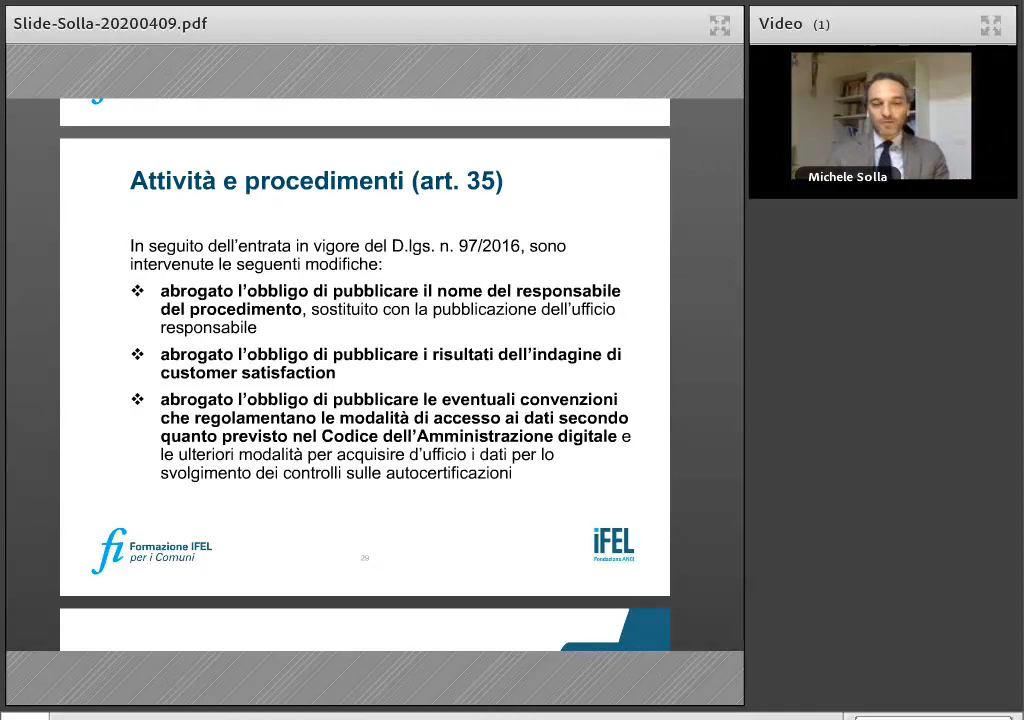 Slide-Solla-20200409.pdf
Video (1)
Michele Solla
Attività e procedimenti (art. 35)
In seguito dell’entrata in vigore del D.lgs. n. 97/2016, sono
intervenute le seguenti modifiche:
❖ abrogato l’obbligo di pubblicare il nome del responsabile
del procedimento, sostituito con la pubblicazione dell’ufficio
responsabile
❖ abrogato l’obbligo di pubblicare i risultati dell’indagine di
customer satisfaction
❖ abrogato l’obbligo di pubblicare le eventuali convenzioni
che regolamentano le modalità di accesso ai dati secondo
quanto previsto nel Codice dell’Amministrazione digitale e
le ulteriori modalità per acquisire d’ufficio i dati per lo
svolgimento dei controlli sulle autocertificazioni
fi Formazione IFEL
per i Comuni
29
iFEL
Fondazione ANCI